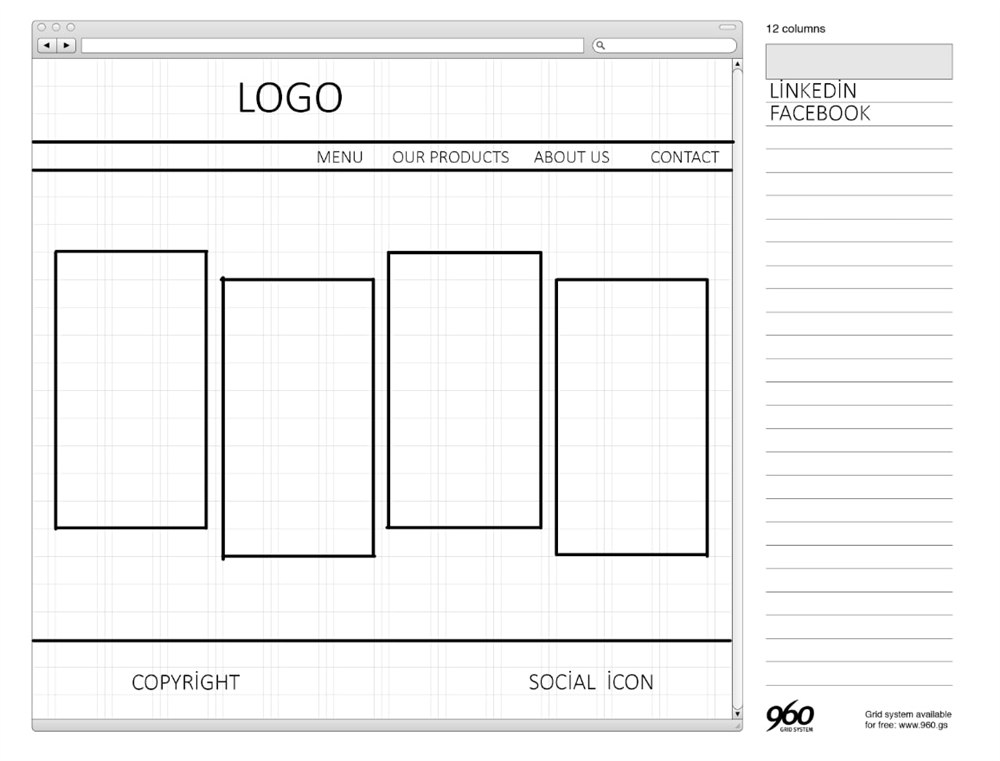 12 columns
LİNKEDİN
FACEBOOK
LOGO
MENU OUR PRODUCTS ABOUT US CONTACT
COPYRİGHT SOCİAL İCON
960
GRID SYSTEM
Grid system available
for free: www.960.gs